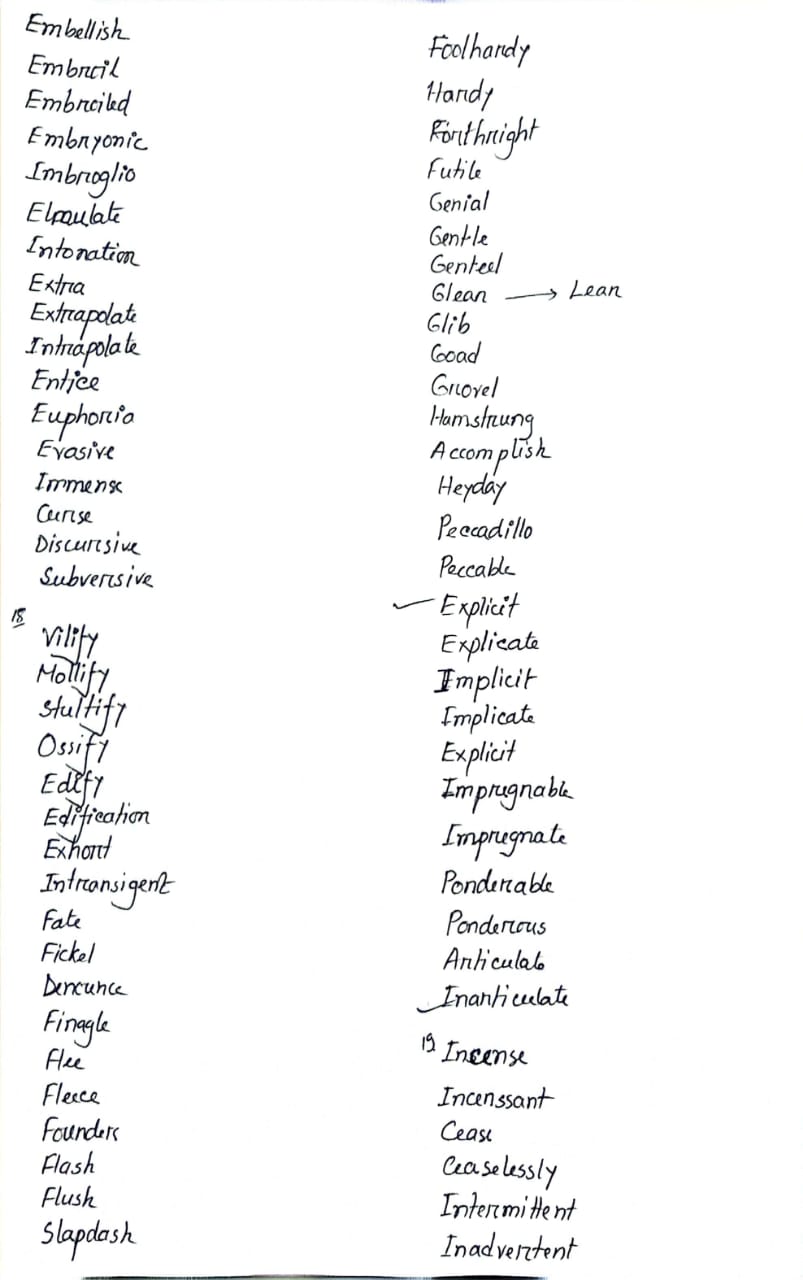 Embellish
Embroil
Embroiled
Embryonic
Imbroglio
Intonation
Extra
Extrapolate
Intrapolate
Entice
Euphoria
Evasive
Immense
Curse
Discursive
Subversive
18
Vilify
Mollify
Stultify
Ossify
Edify
Edification
Exhort
Intransigent
Fate
Fickel
Denounce
Finagle
Flee
Fleece
Founder
Flash
Flush
Slapdash
Foolhardy
Hardy
Forthright
Futile
Genial
Gentle
Genteel
Glean → Lean
Glib
Goad
Grovel
Hamstrung
Accomplish
Heyday
Peccadillo
Peccable
Explicit
Explicate
Implicit
Implicate
Explicit
Imprugnable
Impregnate
Ponderable
Ponderous
Articulate
Inarticulate
19 Incense
Incenssant
Cease
Ceaselessly
Intermittent
Inadvertent